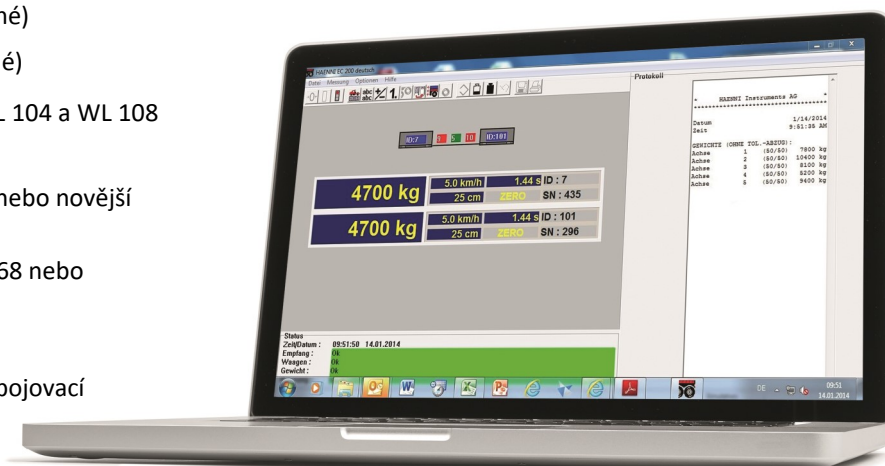 né)
é)
L 104 a WL 108
nebo novější
68 nebo
pojovací
HAENNI EC 200 deutsch
Datei Messung Optionen Hilfe
ID:7
ID:101
4700 kg
5.0 km/h 1.44 s ID : 7
25 cm ZERO SN : 435
4700 kg
5.0 km/h 1.44 s ID : 101
25 cm ZERO SN : 296
Status
Zeit/Datum : 09:51:50 14.01.2014
Empfang : Ok
Waagen : Ok
Gewicht : Ok
Protokoll
* HAENNI Instruments AG *
Datum 1/14/2014
Zeit 9:51:35 AM
GEWICHTE (OHNE TOL.-ABZUG):
Achse 1 (50/50) 7800 kg
Achse 2 (50/50) 10400 kg
Achse 3 (50/50) 8100 kg
Achse 4 (50/50) 5200 kg
Achse 5 (50/50) 9400 kg
DE
09:51
14.01.2014